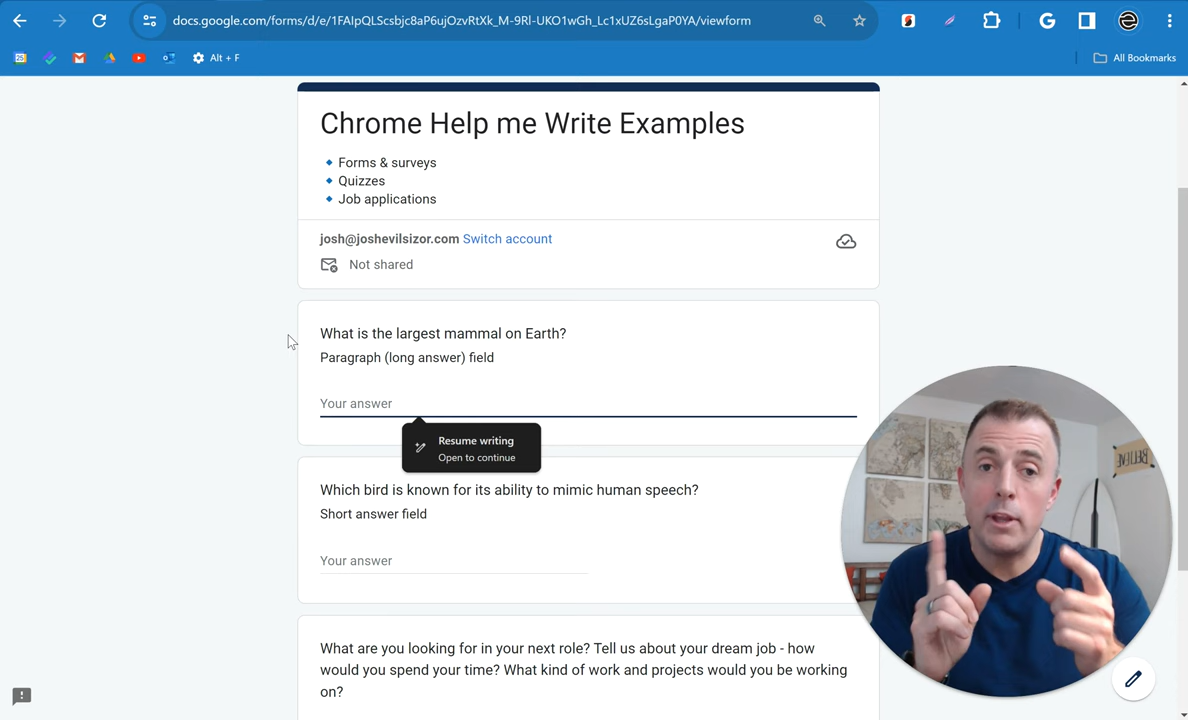 docs.google.com/forms/d/e/1FAIpQLScsbjc8aP6ujOzvRtXk_M-9Rl-UKO1wGh_Lc1xUZ6sLgaP0YA/viewform
Alt + F
All Bookmarks
Chrome Help me Write Examples
Forms & surveys
Quizzes
Job applications
josh@joshevilsizor.com Switch account
Not shared
What is the largest mammal on Earth?
Paragraph (long answer) field
Your answer
Resume writing
Open to continue
BELIEVE
Which bird is known for its ability to mimic human speech?
Short answer field
Your answer
What are you looking for in your next role? Tell us about your dream job - how
would you spend your time? What kind of work and projects would you be working
on?